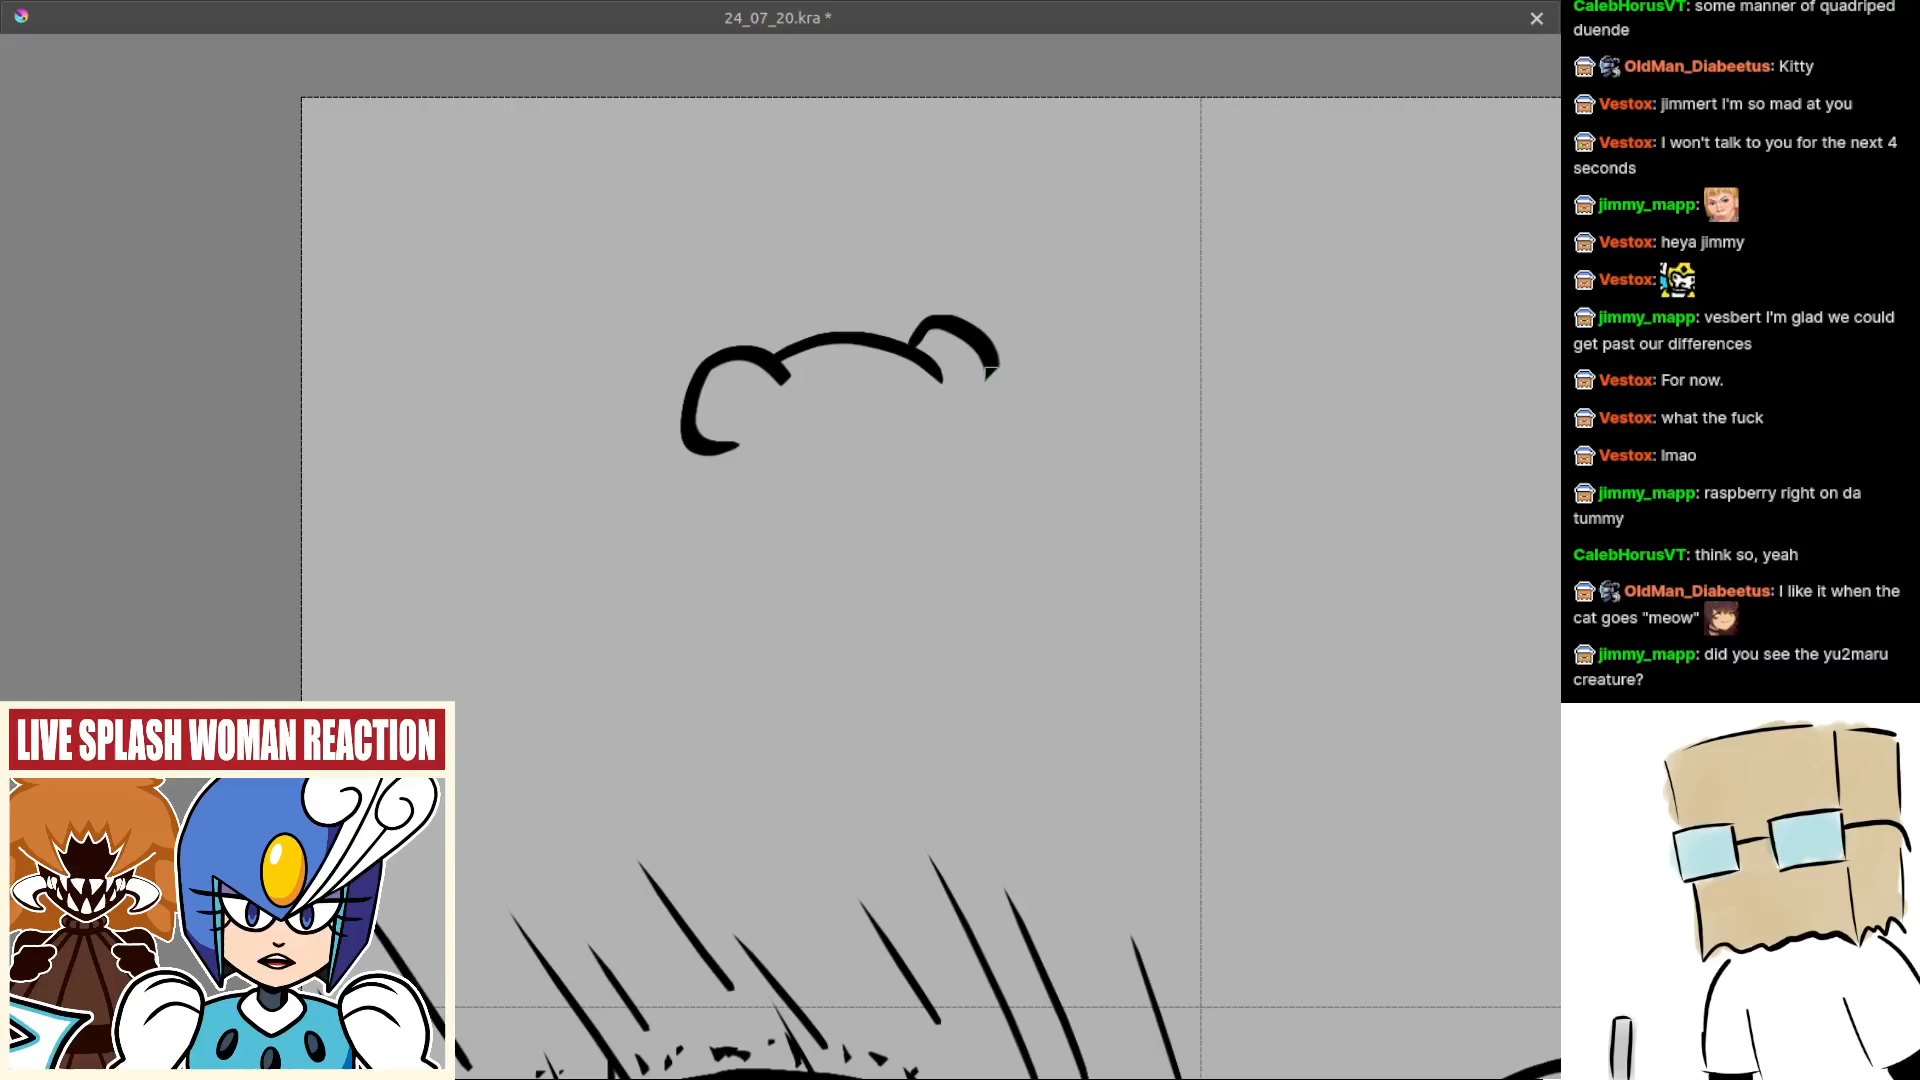 24_07_20.kra *
CalebHorusVT: some manner of quadriped
duende
OldMan_Diabeetus: Kitty
Vestox: jimmert I'm so mad at you
Vestox: I won't talk to you for the next 4
seconds
jimmy_mapp:
Vestox: heya jimmy
Vestox:
jimmy_mapp: vesbert I'm glad we could
get past our differences
Vestox: For now.
Vestox: what the fuck
Vestox: lmao
jimmy_mapp: raspberry right on da
tummy
CalebHorusVT: think so, yeah
OldMan_Diabeetus: I like it when the
cat goes "meow"
jimmy_mapp: did you see the yu2maru
creature?
LIVE SPLASH WOMAN REACTION